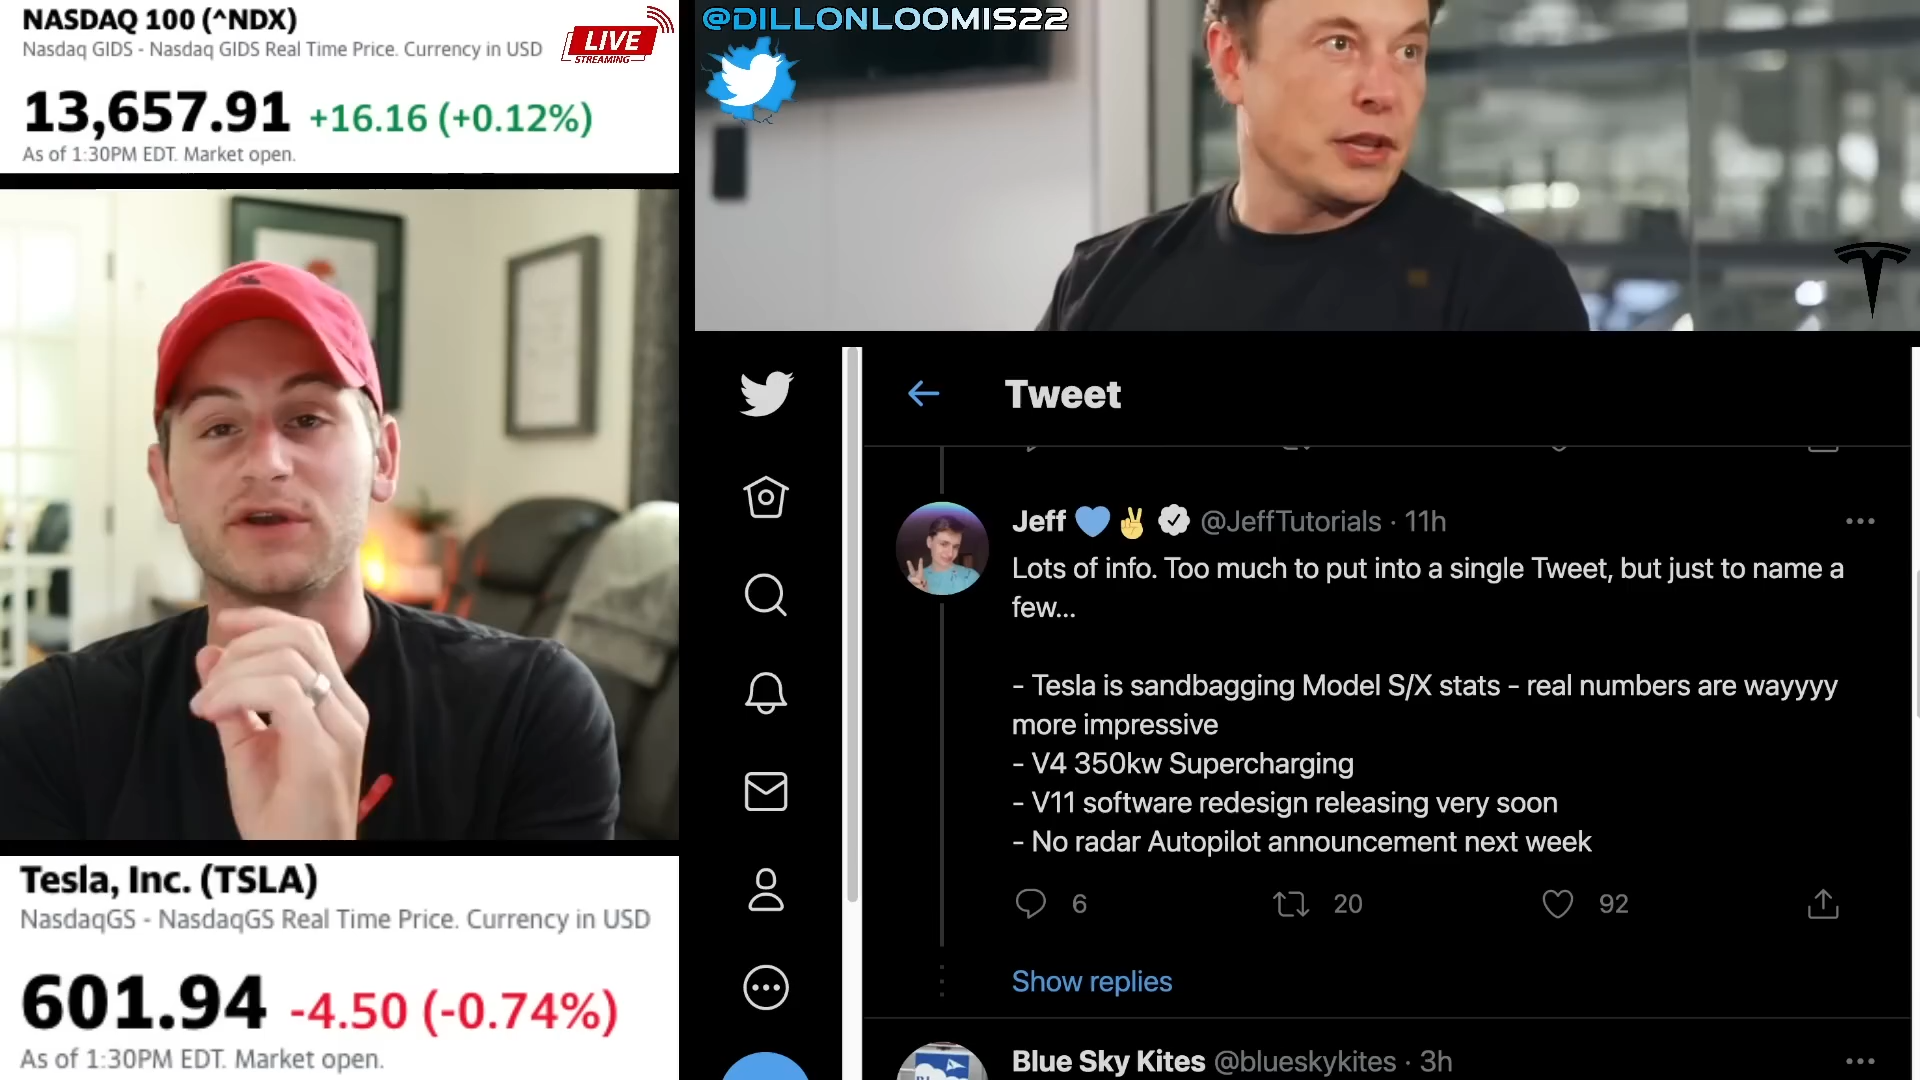 NASDAQ 100 (^NDX)
Nasdaq GIDS - Nasdaq GIDS Real Time Price. Currency in USD
LIVE
STREAMING
13,657.91 +16.16 (+0.12%)
As of 1:30PM EDT. Market open.
@DILLONLOOMIS22
Tesla, Inc. (TSLA)
NasdaqGS - NasdaqGS Real Time Price. Currency in USD
601.94 -4.50 (-0.74%)
As of 1:30PM EDT. Market open.
Tweet
Jeff 💙✌️ @JeffTutorials · 11h
Lots of info. Too much to put into a single Tweet, but just to name a
few...
- Tesla is sandbagging Model S/X stats - real numbers are wayyyy
more impressive
- V4 350kw Supercharging
- V11 software redesign releasing very soon
- No radar Autopilot announcement next week
6 20 92
Show replies
Blue Sky Kites @blueskykites · 3h